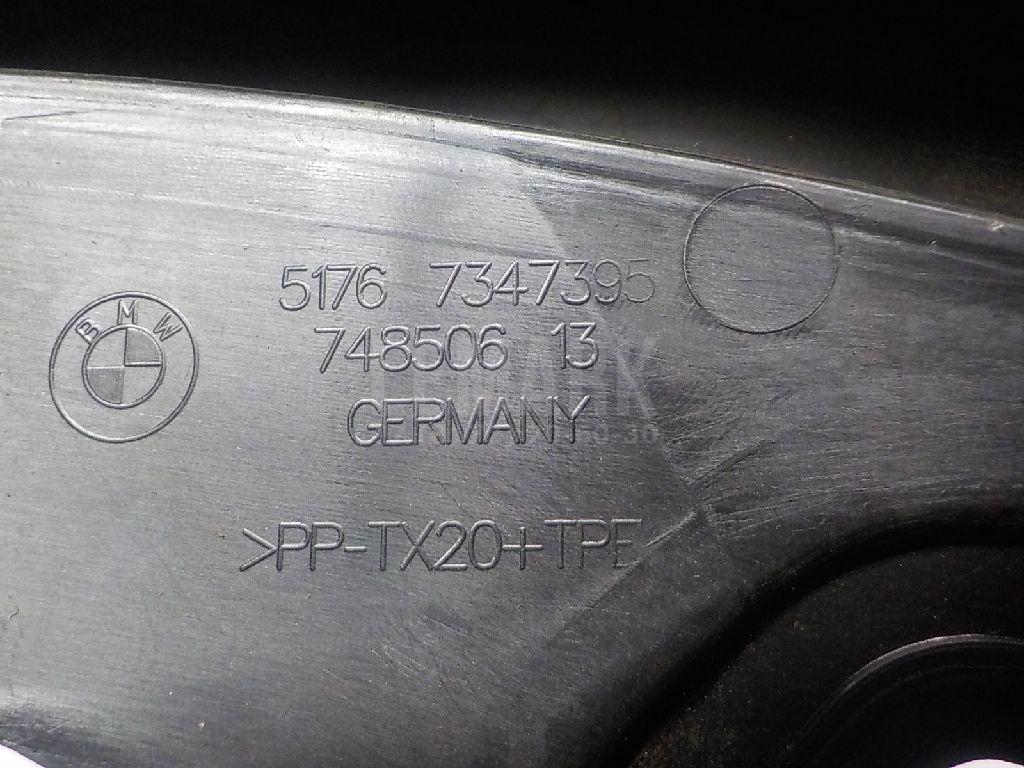 BMW
5176 7347395
748506 13
GERMANY
>PP-TX20+TPE<